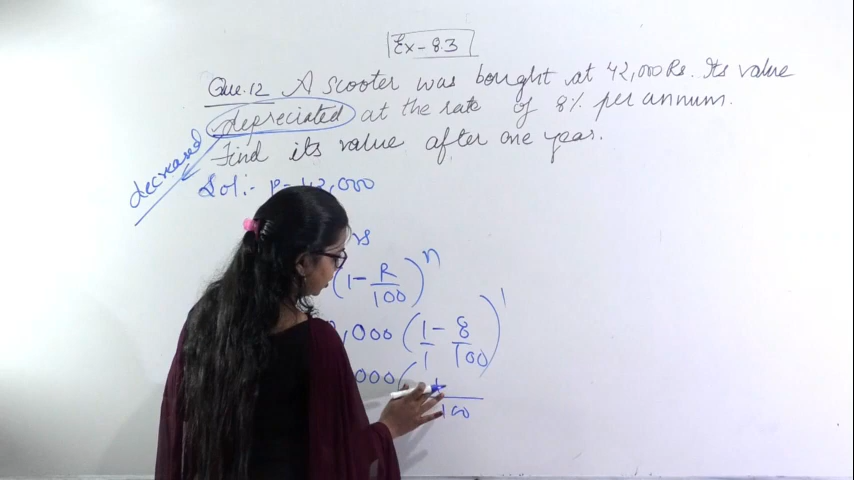 Ex-8.3
Que.12 A scooter was bought at 42,000 Rs. Its value
depreciated at the rate of 8% per annum.
decreased
Find its value after one year.
Sol:- P= 42,000
rs
(1 - R/100)^n
,000 (1/1 - 8/100)^1
000 (
100